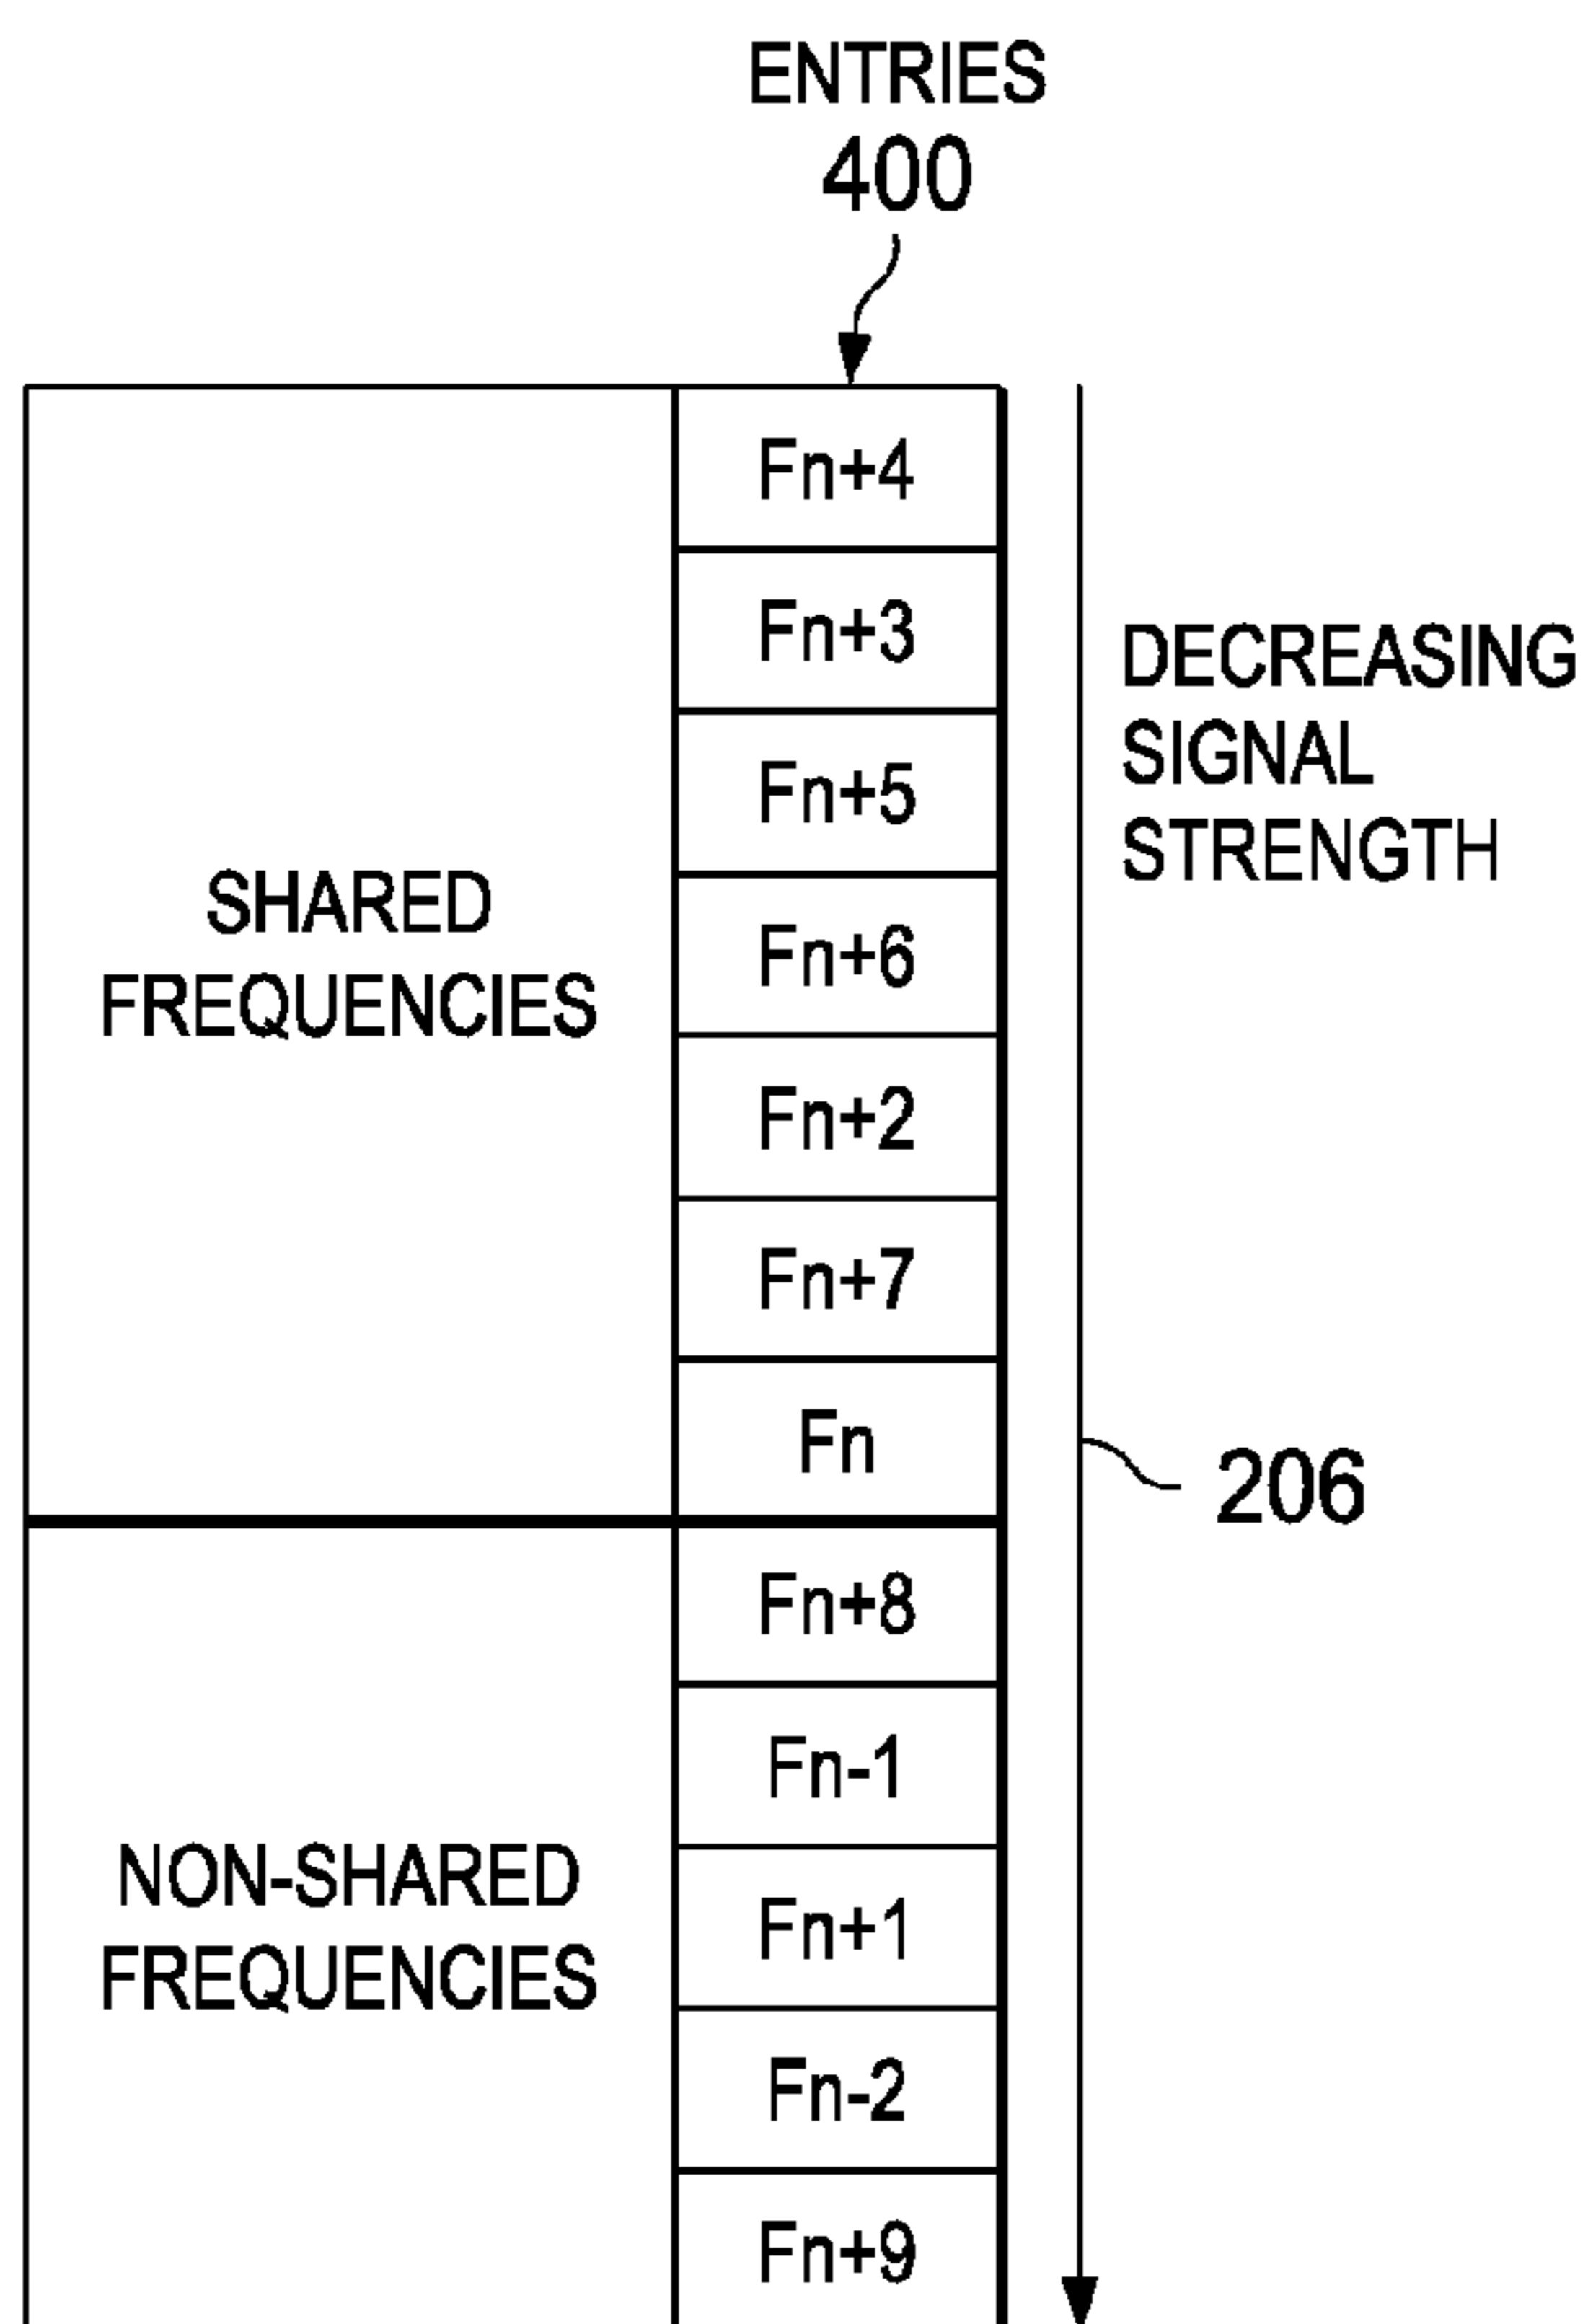 ENTRIES
400
Fn+4
Fn+3
Fn+5
Fn+6
Fn+2
Fn+7
Fn
Fn+8
Fn-1
Fn+1
Fn-2
Fn+9
SHARED
FREQUENCIES
NON-SHARED
FREQUENCIES
DECREASING
SIGNAL
STRENGTH
206